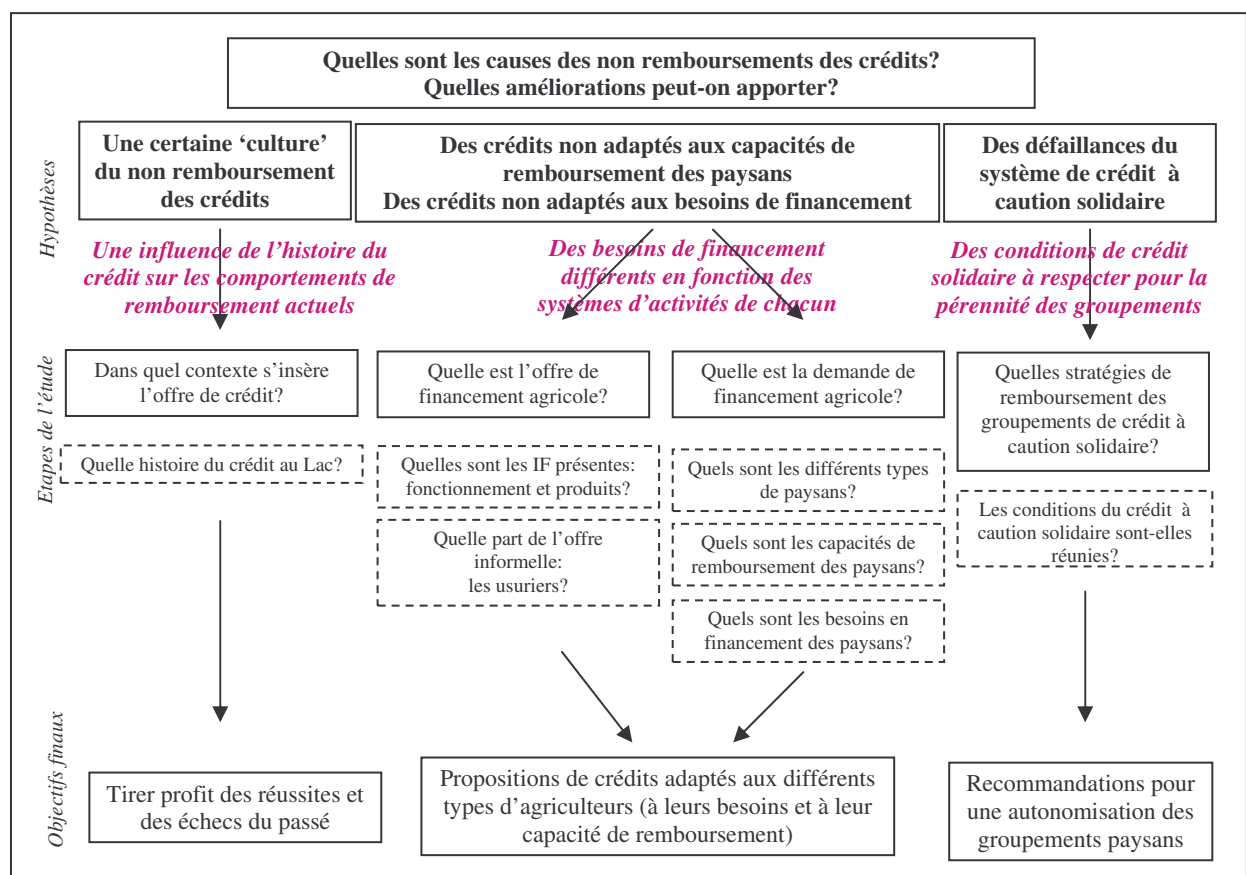 Quelles sont les causes des non remboursements des crédits?
Quelles améliorations peut-on apporter?
Hypothèses
Une certaine ‘culture’
du non remboursement
des crédits
Des crédits non adaptés aux capacités de
remboursement des paysans
Des crédits non adaptés aux besoins de financement
Des défaillances du
système de crédit à
caution solidaire
Une influence de l’histoire du
crédit sur les comportements de
remboursement actuels
Des besoins de financement
différents en fonction des
systèmes d’activités de chacun
Des conditions de crédit
solidaire à respecter pour la
pérennité des groupements
Etapes de l’étude
Dans quel contexte s’insère
l’offre de crédit?
Quelle histoire du crédit au Lac?
Quelle est l’offre de
financement agricole?
Quelles sont les IF présentes:
fonctionnement et produits?
Quelle part de l’offre
informelle:
les usuriers?
Quelle est la demande de
financement agricole?
Quels sont les différents types
de paysans?
Quels sont les capacités de
remboursement des paysans?
Quels sont les besoins en
financement des paysans?
Quelles stratégies de
remboursement des
groupements de crédit à
caution solidaire?
Les conditions du crédit à
caution solidaire sont-elles
réunies?
Objectifs finaux
Tirer profit des réussites et
des échecs du passé
Propositions de crédits adaptés aux différents
types d’agriculteurs (à leurs besoins et à leur
capacité de remboursement)
Recommandations pour
une autonomisation des
groupements paysans